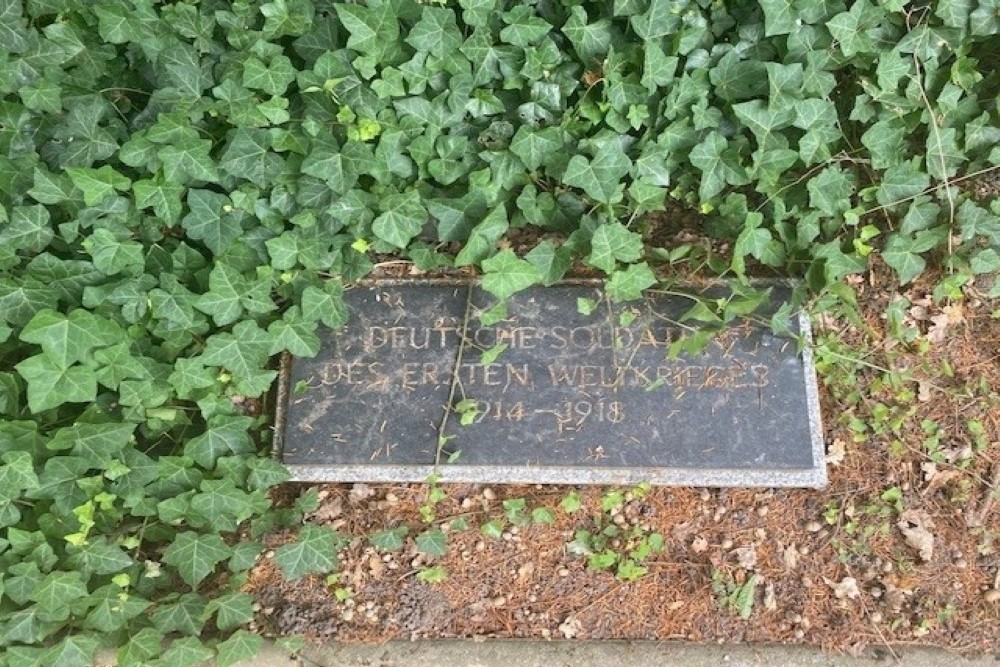 DEUTSCHE SOLDATEN
DES ERSTEN WELTKRIEGES
1914-1918